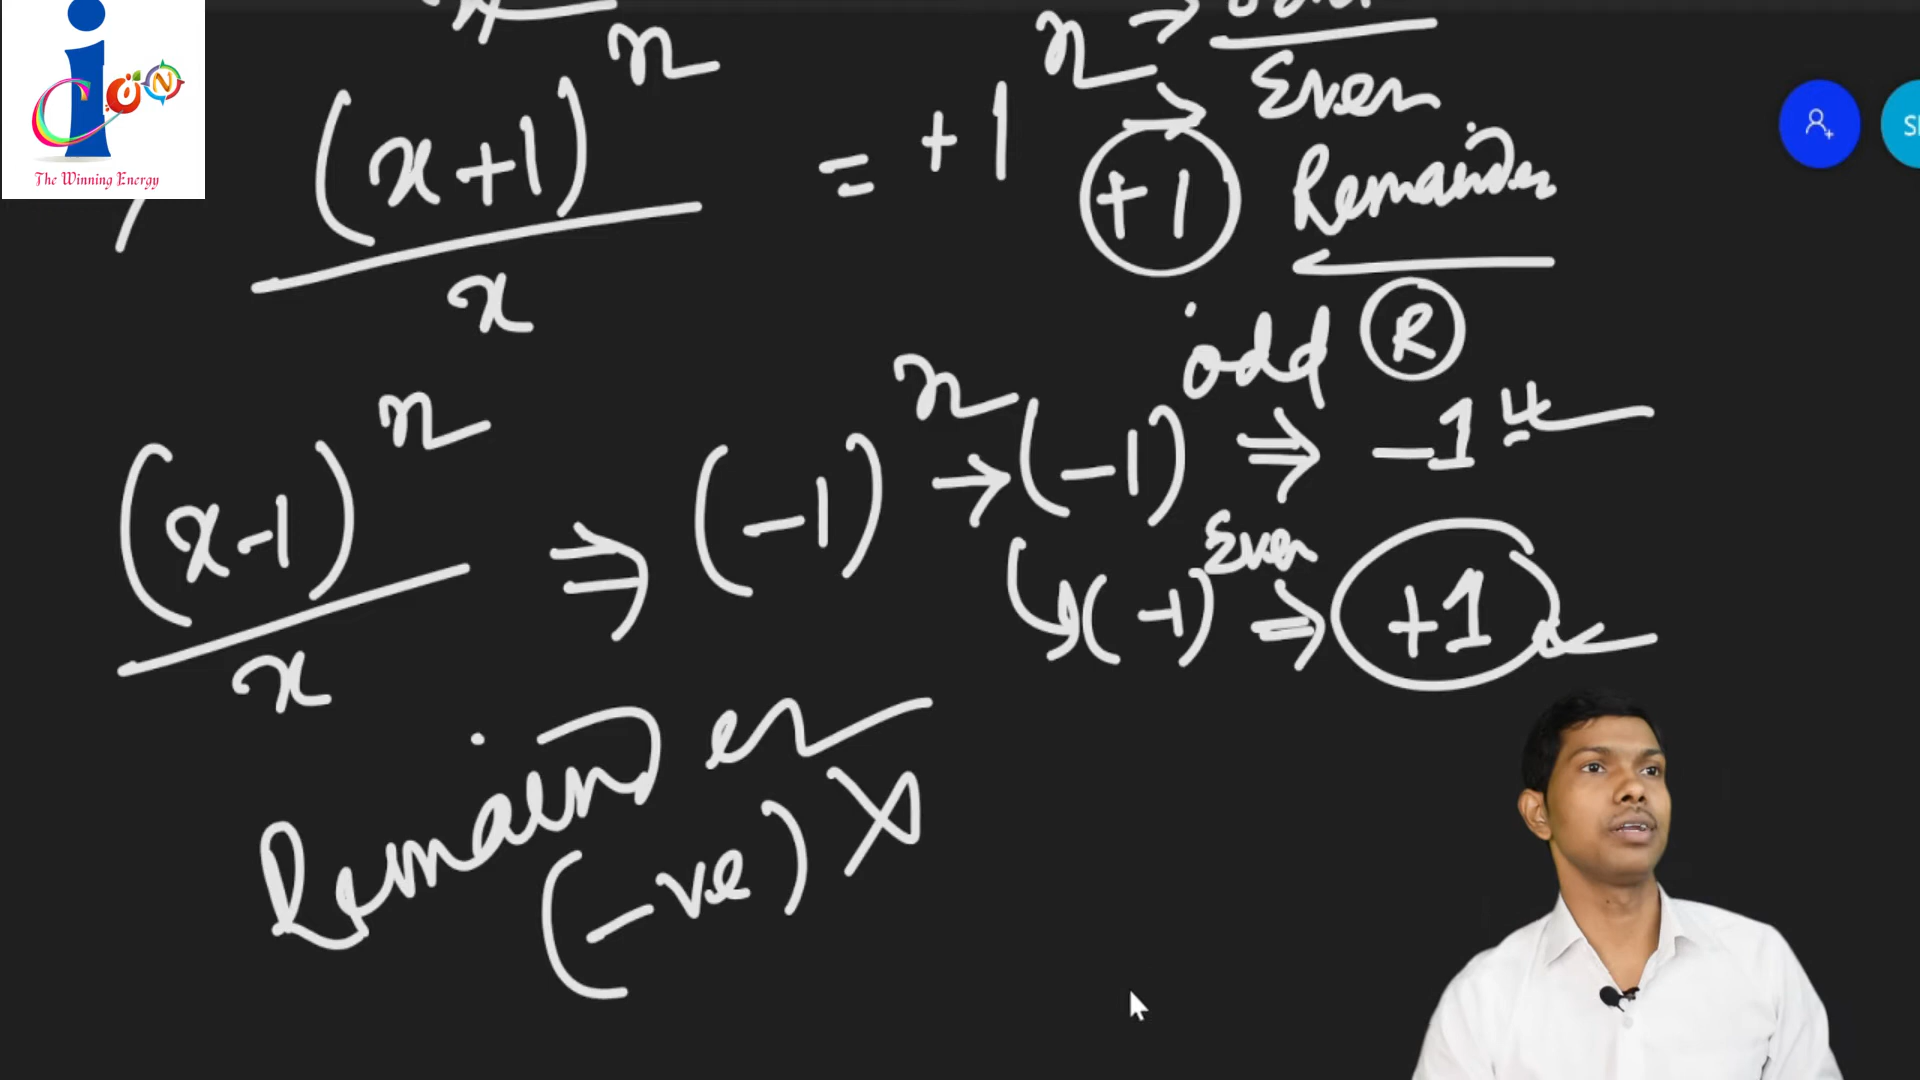 i CON
The Winning Energy
n → odd
(x+1)^n / x = +1
→ Even
+1 Remainder
R
(x-1)^n / x ⇒ (-1)^n → (-1)^odd ⇒ -1
(-1)^Even ⇒ +1
Remainder
(-ve) X